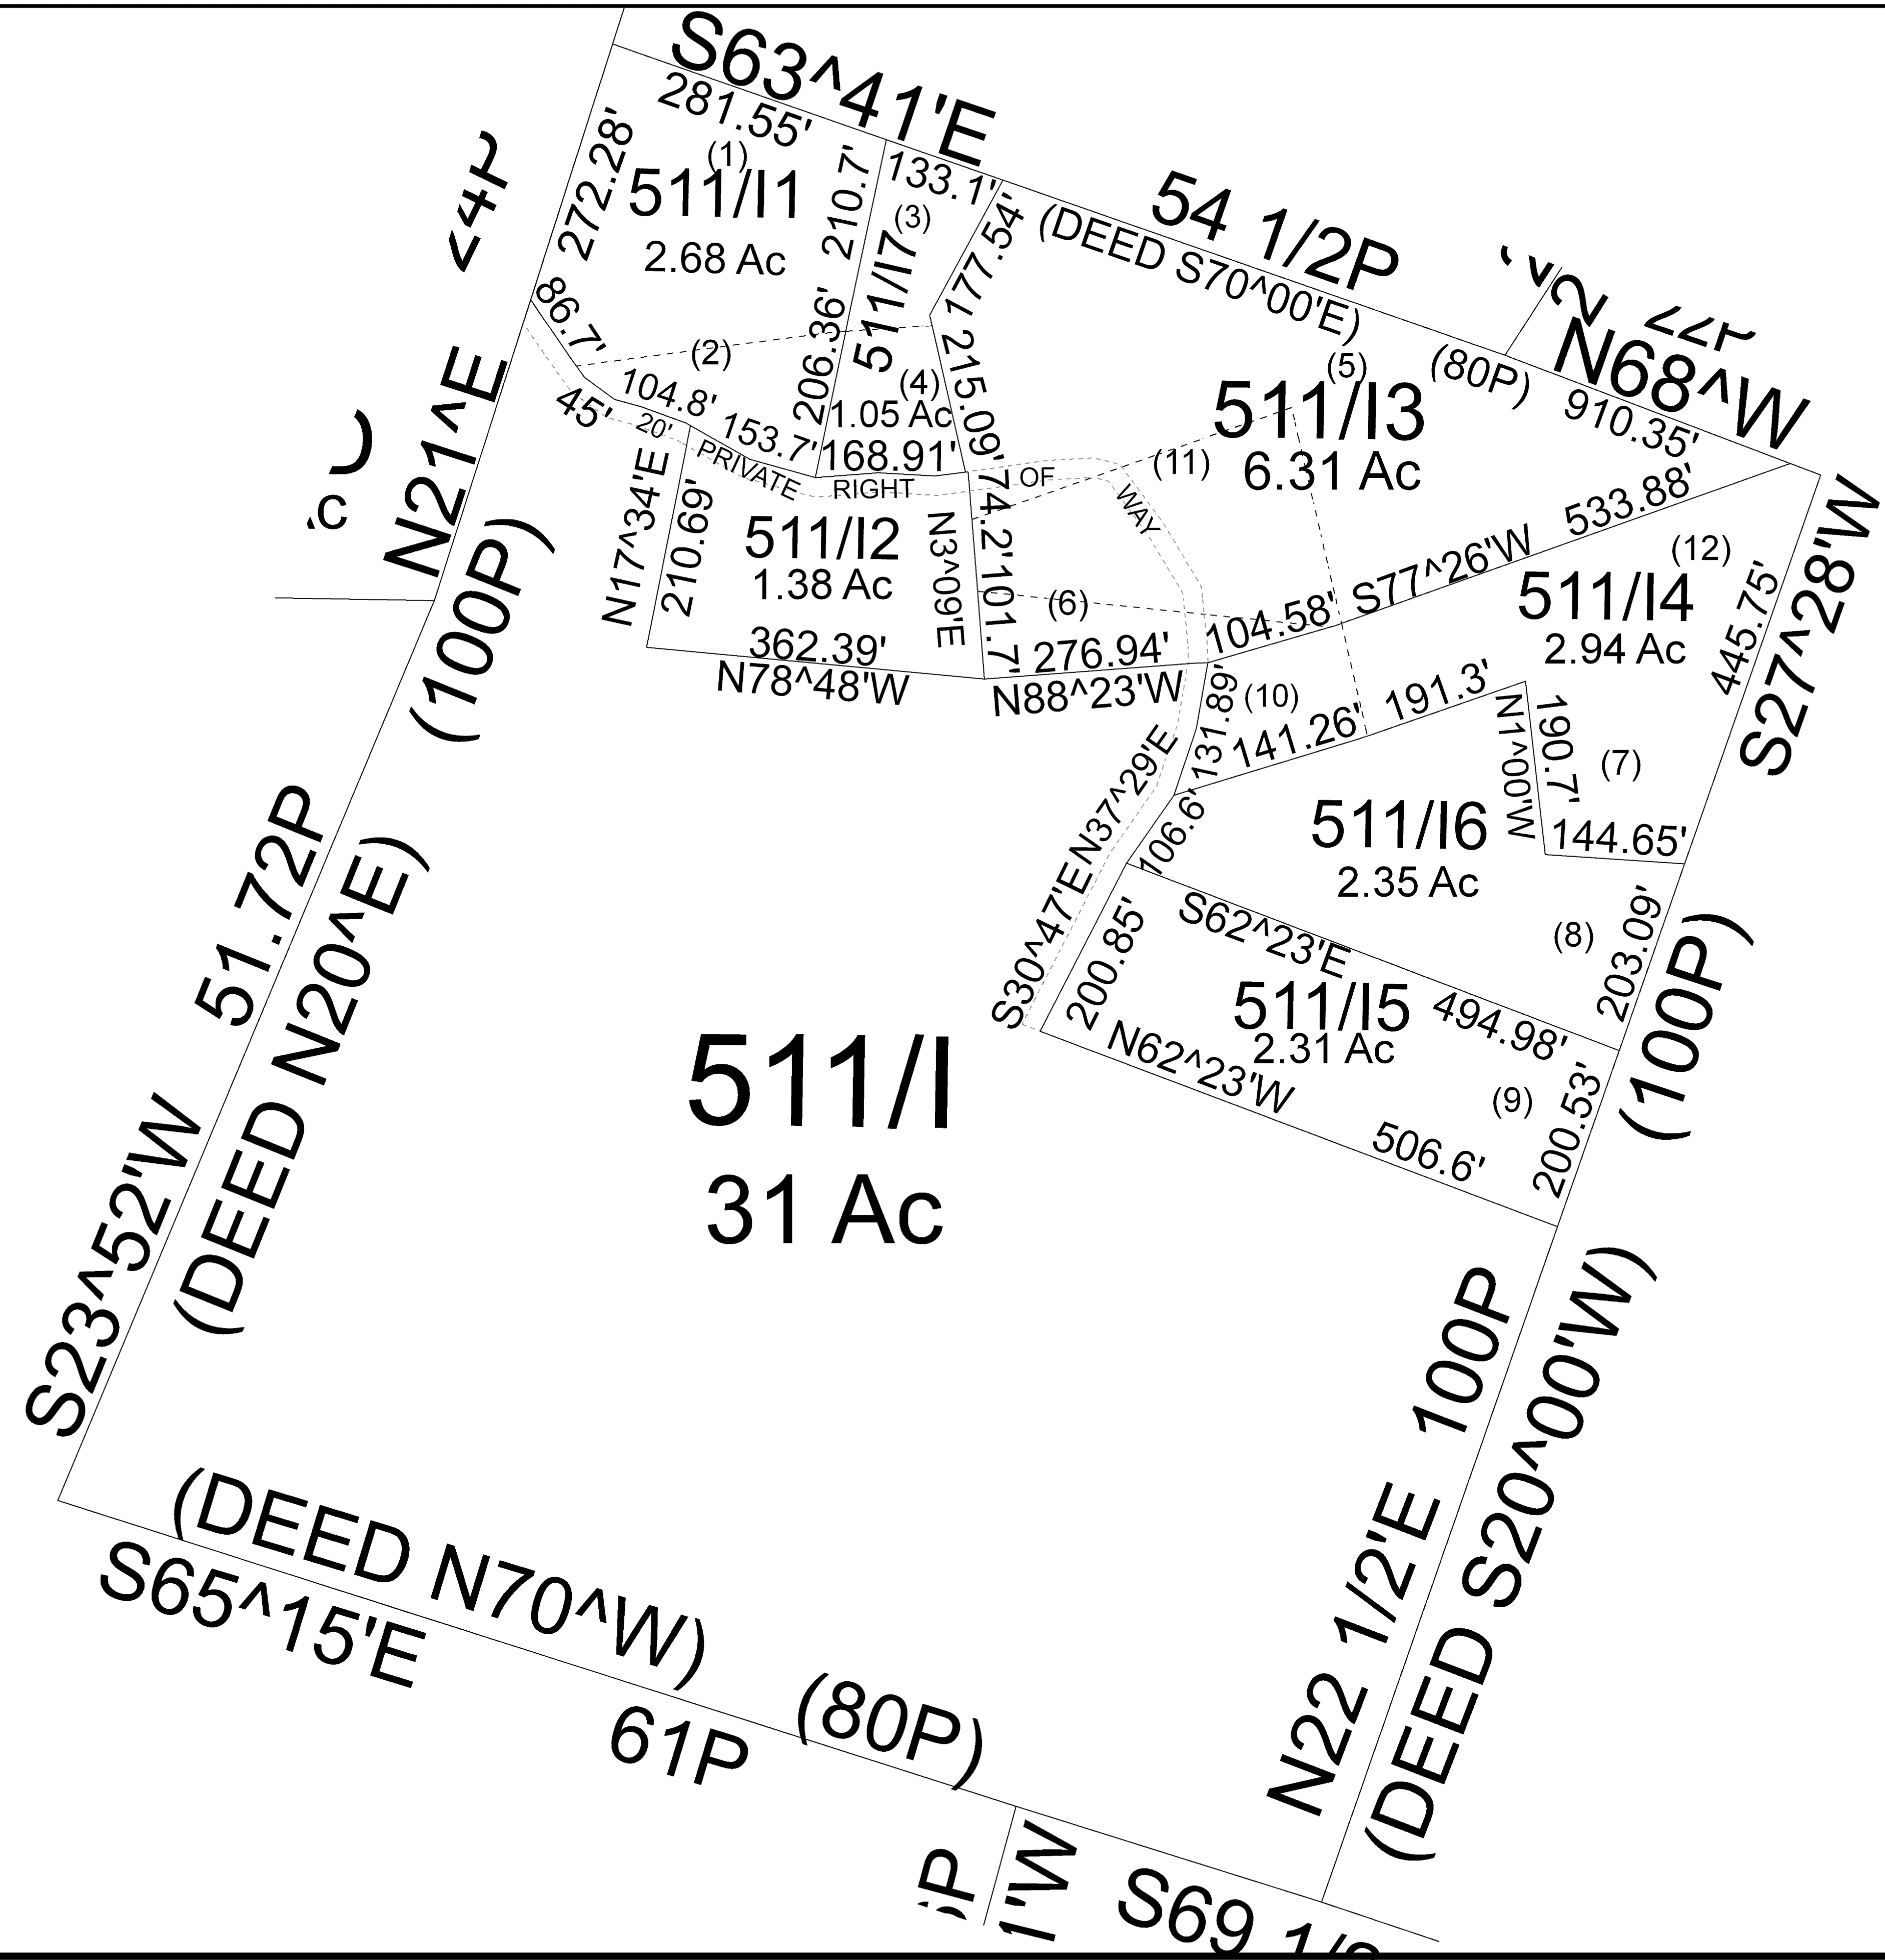 S63^41'E
281.55'
(1)
511/I1
2.68 Ac
272.28'
86.7'
210.7'
133.1'
(3)
511/I7
177.54'
54 1/2P
(DEED S70^00'E)
(80P)
N68^W
910.35'
(2)
206.36'
(4)
1.05 Ac
215.09'
104.8'
153.7'
168.91'
45'
20'
PRIVATE
RIGHT
OF
WAY
(5)
511/I3
6.31 Ac
(11)
N21^E
(100P)
N17^34'E
210.69'
511/I2
1.38 Ac
N3^09'E
74.2'
101.7'
362.39'
N78^48'W
(6)
276.94'
N88^23'W
104.58'
S77^26'W
533.88'
(12)
511/I4
2.94 Ac
445.75'
S27^28'W
131.89'
(10)
141.26'
191.3'
N1^00'W
190.7'
(7)
144.65'
511/I6
2.35 Ac
N37^29'E
106.6'
S30^47'E
200.85'
S62^23'E
494.98'
(8)
203.09'
(100P)
511/I5
2.31 Ac
N62^23'W
506.6'
(9)
200.53'
511/I
31 Ac
S23^52'W 51.72P
(DEED N20^E)
N22 1/2'E 100P
(DEED S20^00'W)
(DEED N70^W)
(80P)
S65^15'E
61P
S69